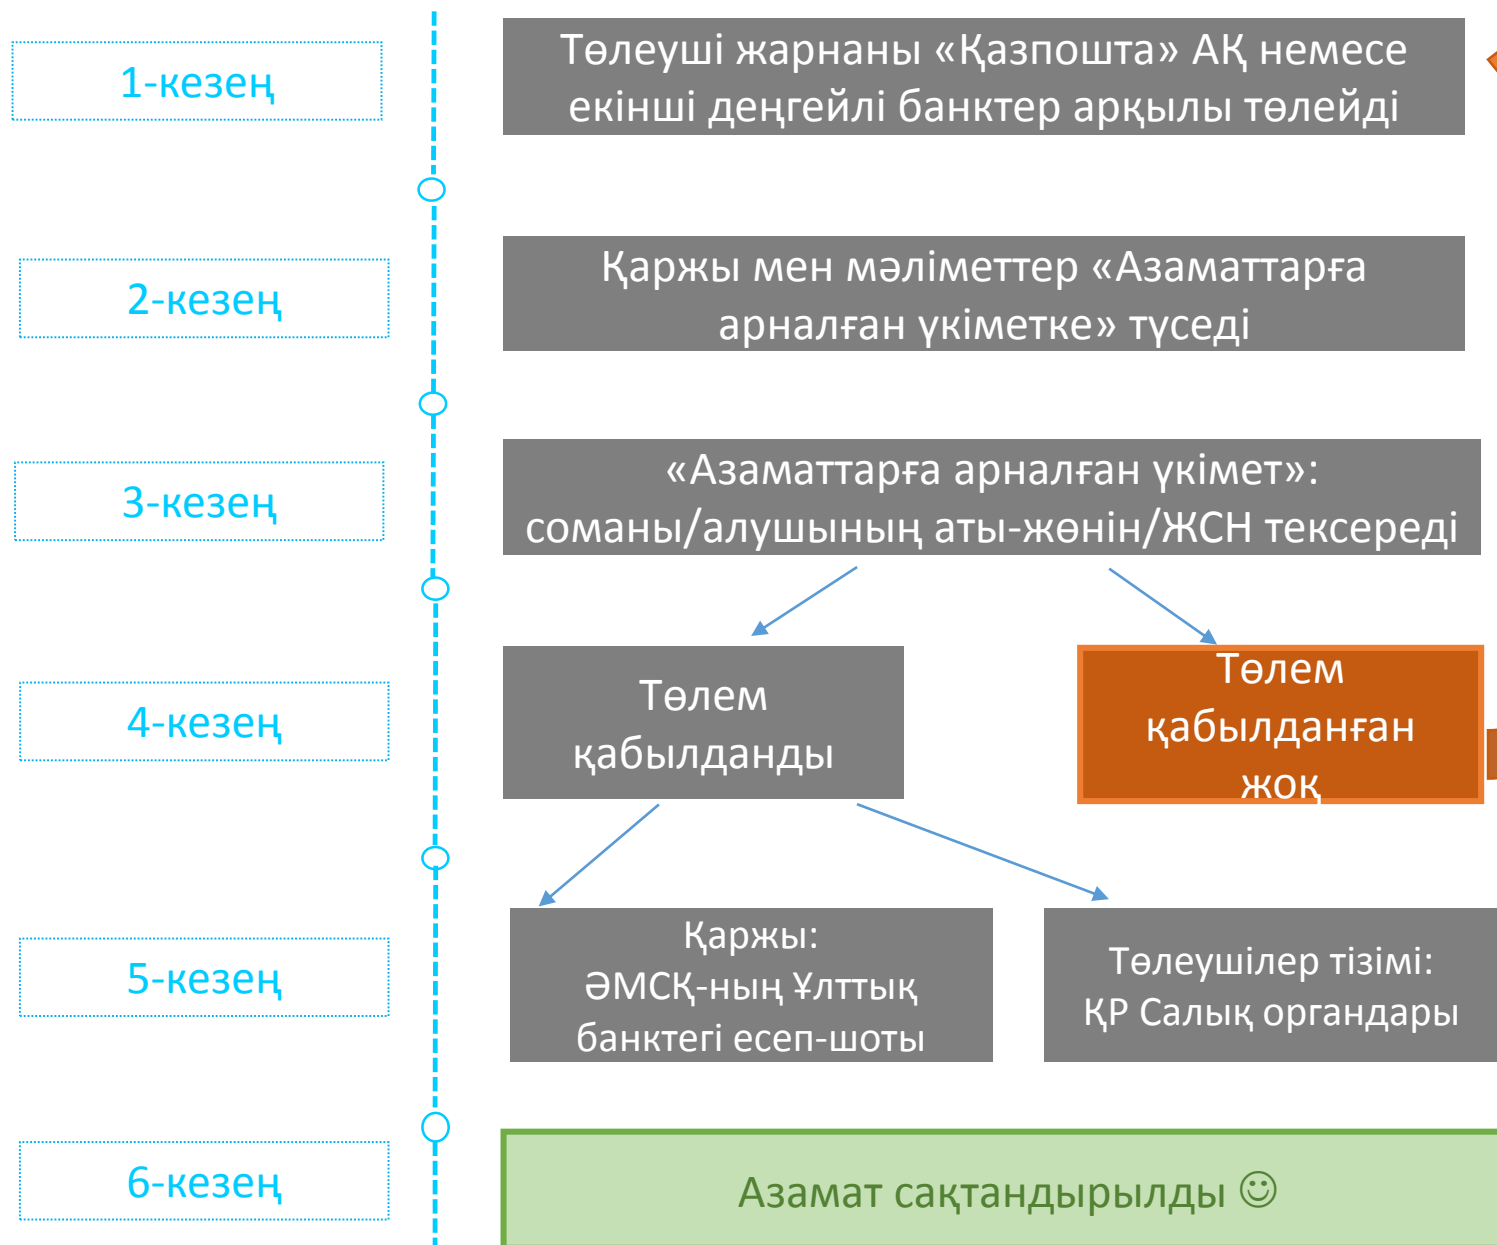 1-кезең
Төлеуші жарнаны «Қазпошта» АҚ немесе
екінші деңгейлі банктер арқылы төлейді
2-кезең
Қаржы мен мәліметтер «Азаматтарға
арналған үкіметке» түседі
3-кезең
«Азаматтарға арналған үкімет»:
соманы/алушының аты-жөнін/ЖСН тексереді
4-кезең
Төлем
қабылданды
Төлем
қабылданған
жоқ
5-кезең
Қаржы:
ӘМСҚ-ның Ұлттық
банктегі есеп-шоты
Төлеушілер тізімі:
ҚР Салық органдары
6-кезең
Азамат сақтандырылды ☺